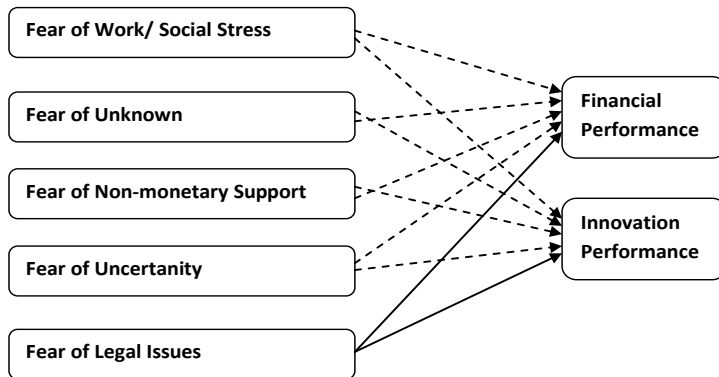 Fear of Work/ Social Stress
Fear of Unknown
Fear of Non-monetary Support
Fear of Uncertanity
Fear of Legal Issues
Financial
Performance
Innovation
Performance